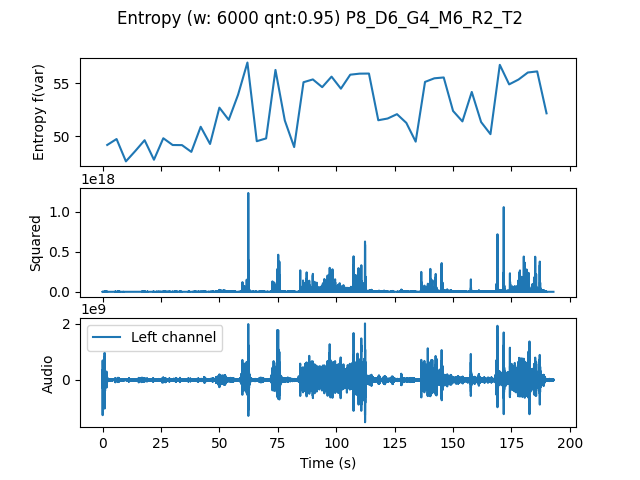 Entropy (w: 6000 qnt:0.95) P8_D6_G4_M6_R2_T2
Entropy f(var)
55
50
1e18
Squared
1.0
0.5
0.0
1e9
Audio
2
0
Left channel
0 25 50 75 100 125 150 175 200
Time (s)